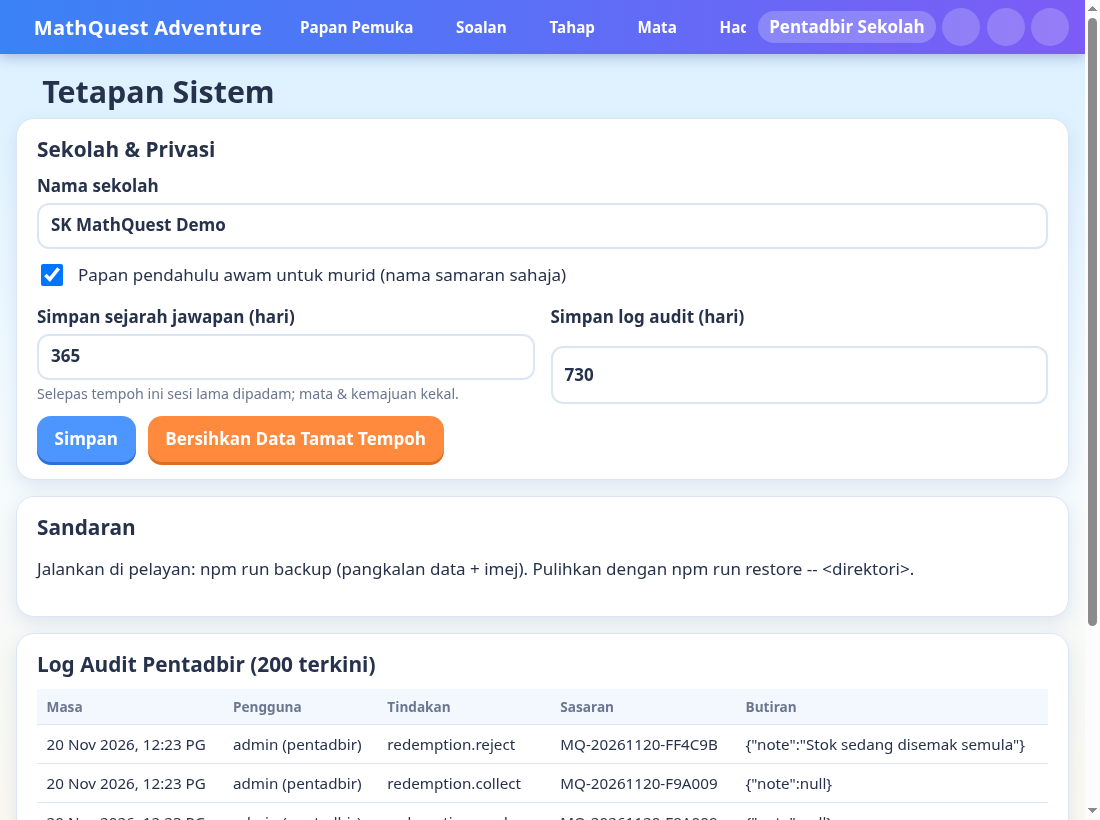 MathQuest Adventure Papan Pemuka Soalan Tahap Mata Pentadbir Sekolah
Tetapan Sistem
Sekolah & Privasi
Nama sekolah
SK MathQuest Demo
Papan pendahulu awam untuk murid (nama samaran sahaja)
Simpan sejarah jawapan (hari) Simpan log audit (hari)
365 730
Selepas tempoh ini sesi lama dipadam; mata & kemajuan kekal.
Simpan Bersihkan Data Tamat Tempoh
Sandaran
Jalankan di pelayan: npm run backup (pangkalan data + imej). Pulihkan dengan npm run restore -- <direktori>.
Log Audit Pentadbir (200 terkini)
Masa Pengguna Tindakan Sasaran Butiran
20 Nov 2026, 12:23 PG admin (pentadbir) redemption.reject MQ-20261120-FF4C9B {"note":"Stok sedang disemak semula"}
20 Nov 2026, 12:23 PG admin (pentadbir) redemption.collect MQ-20261120-F9A009 {"note":null}